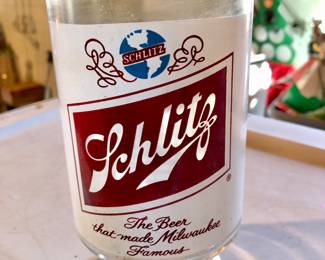 SCHLITZ
Schlitz
®
The Beer
that made Milwaukee
Famous